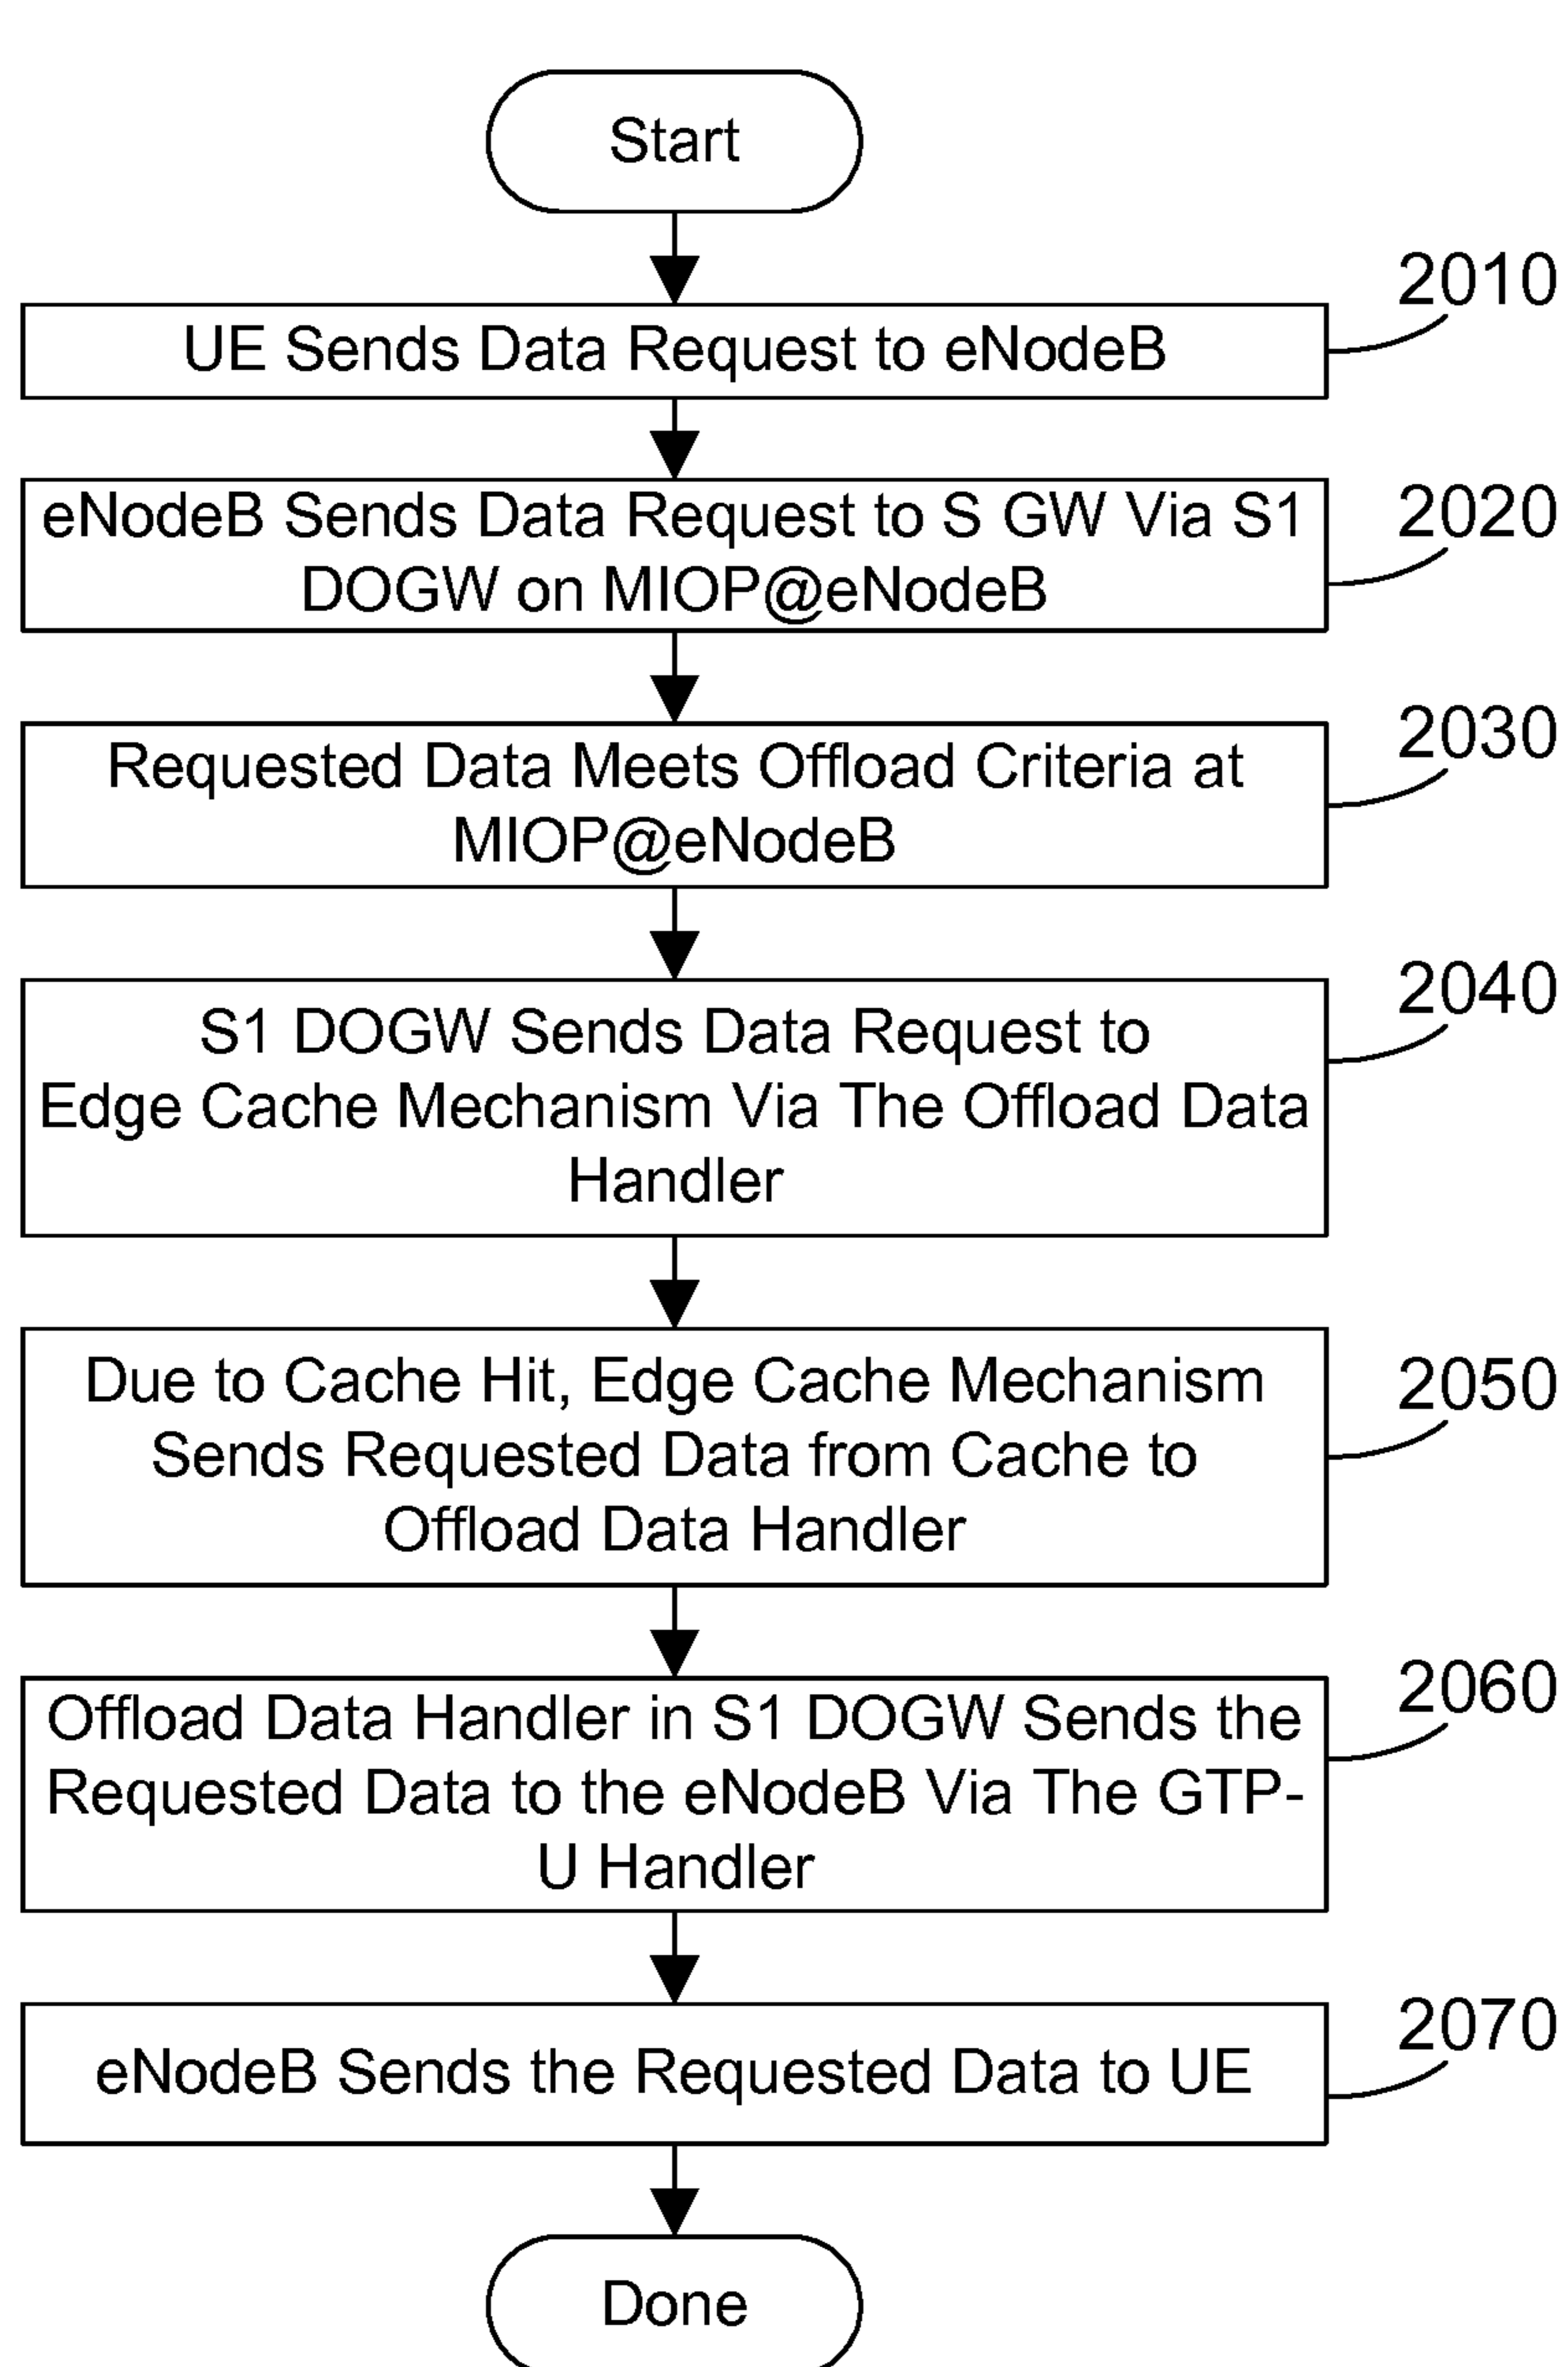 Start
2010
UE Sends Data Request to eNodeB
2020
eNodeB Sends Data Request to S GW Via S1
DOGW on MIOP@eNodeB
2030
Requested Data Meets Offload Criteria at
MIOP@eNodeB
2040
S1 DOGW Sends Data Request to
Edge Cache Mechanism Via The Offload Data
Handler
2050
Due to Cache Hit, Edge Cache Mechanism
Sends Requested Data from Cache to
Offload Data Handler
2060
Offload Data Handler in S1 DOGW Sends the
Requested Data to the eNodeB Via The GTP-
U Handler
2070
eNodeB Sends the Requested Data to UE
Done